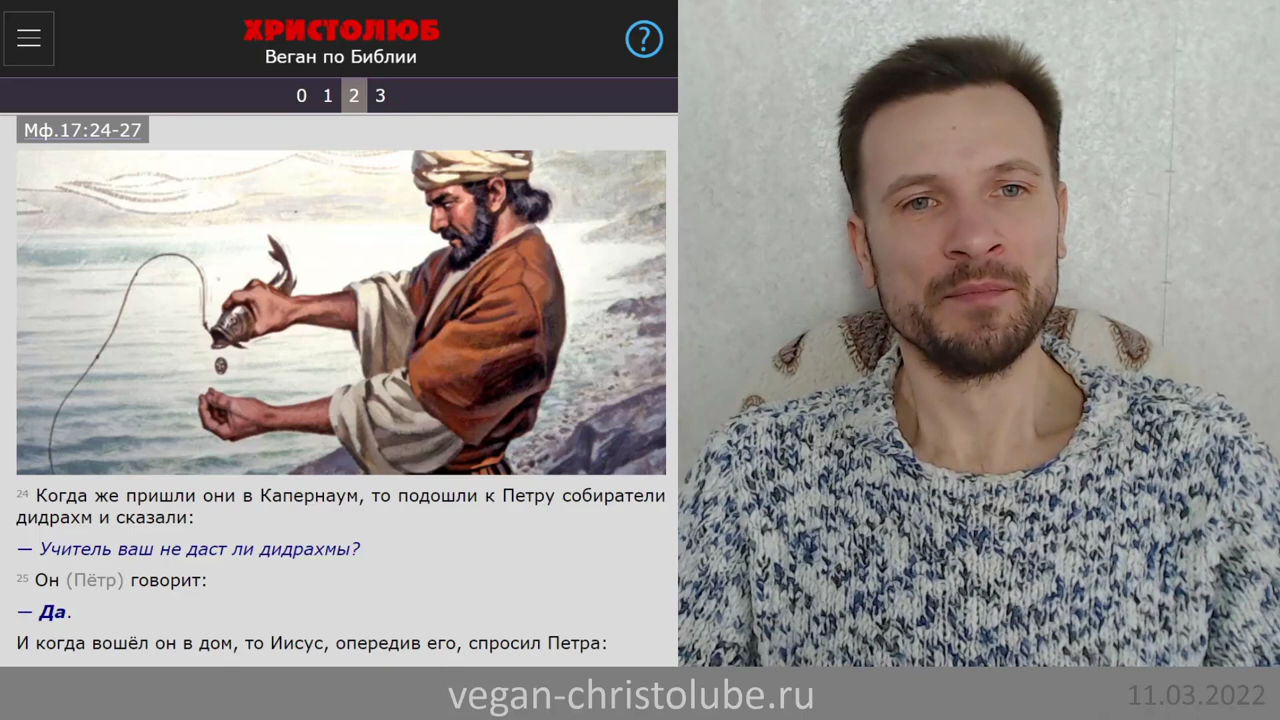 ХРИСТОЛЮБ
Веган по Библии
?
0 1 2 3
Мф.17:24-27
24 Когда же пришли они в Капернаум, то подошли к Петру собиратели
дидрахм и сказали:
— Учитель ваш не даст ли дидрахмы?
25 Он (Пётр) говорит:
— Да.
И когда вошёл он в дом, то Иисус, опередив его, спросил Петра:
vegan-christolube.ru
11.03.2022